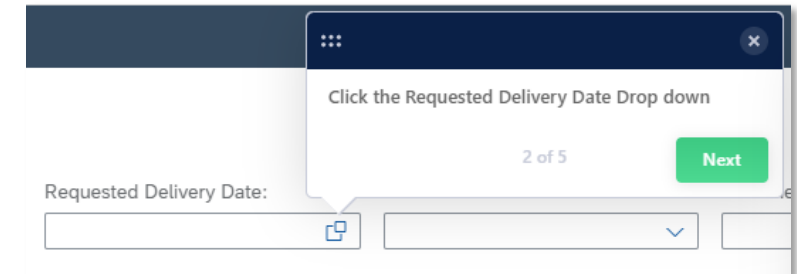 Click the Requested Delivery Date Drop down
2 of 5
Next
Requested Delivery Date: